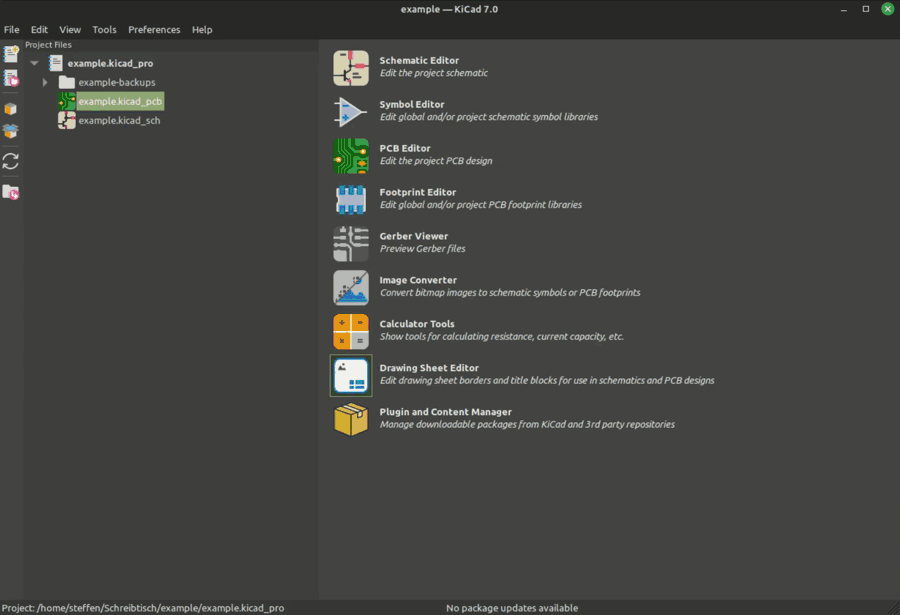 example — KiCad 7.0
File Edit View Tools Preferences Help
Project Files
example.kicad_pro
example-backups
example.kicad_pcb
example.kicad_sch
Schematic Editor
Edit the project schematic
Symbol Editor
Edit global and/or project schematic symbol libraries
PCB Editor
Edit the project PCB design
Footprint Editor
Edit global and/or project PCB footprint libraries
Gerber Viewer
Preview Gerber files
Image Converter
Convert bitmap images to schematic symbols or PCB footprints
Calculator Tools
Show tools for calculating resistance, current capacity, etc.
Drawing Sheet Editor
Edit drawing sheet borders and title blocks for use in schematics and PCB designs
Plugin and Content Manager
Manage downloadable packages from KiCad and 3rd party repositories
Project: /home/steffen/Schreibtisch/example/example.kicad_pro
No package updates available